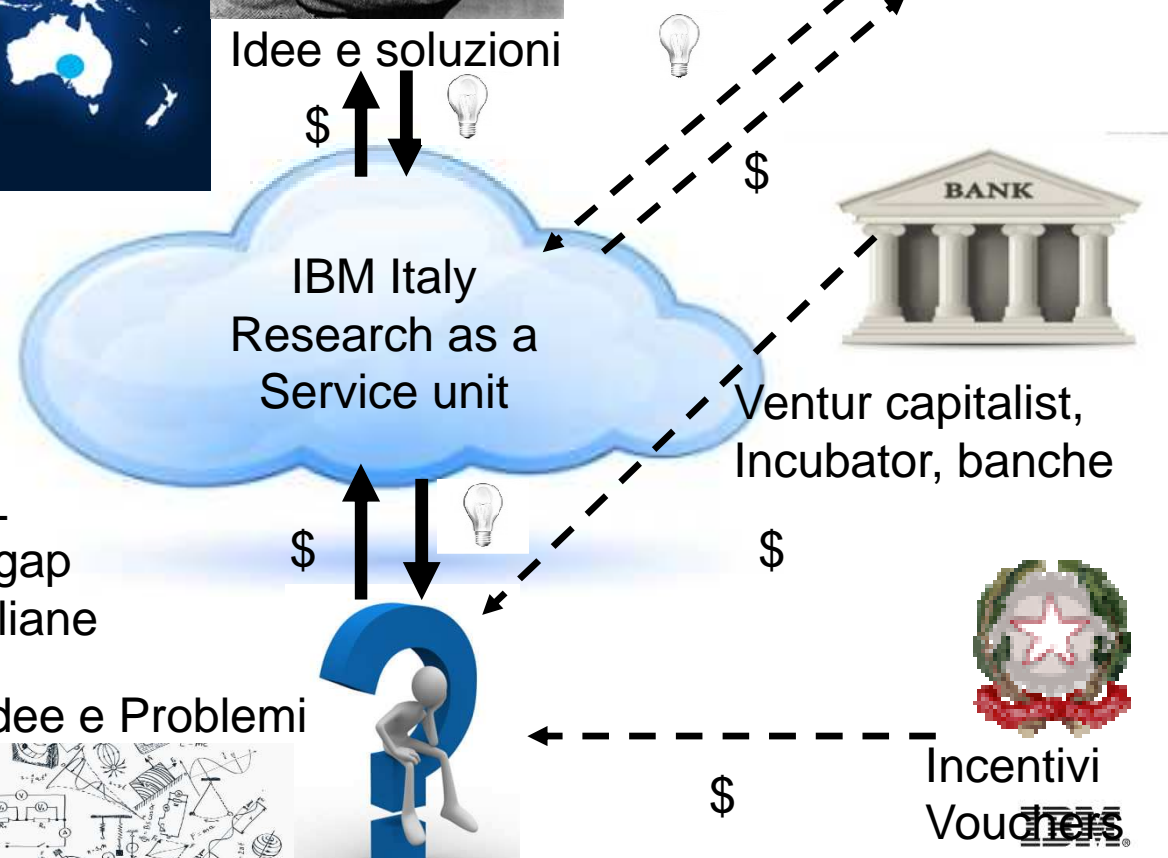 Idee e soluzioni
$
$
BANK
IBM Italy
Research as a
Service unit
Ventur capitalist,
Incubator, banche
gap
liane
$
$
dee e Problemi
Incentivi
$
Vouchers
IBM®